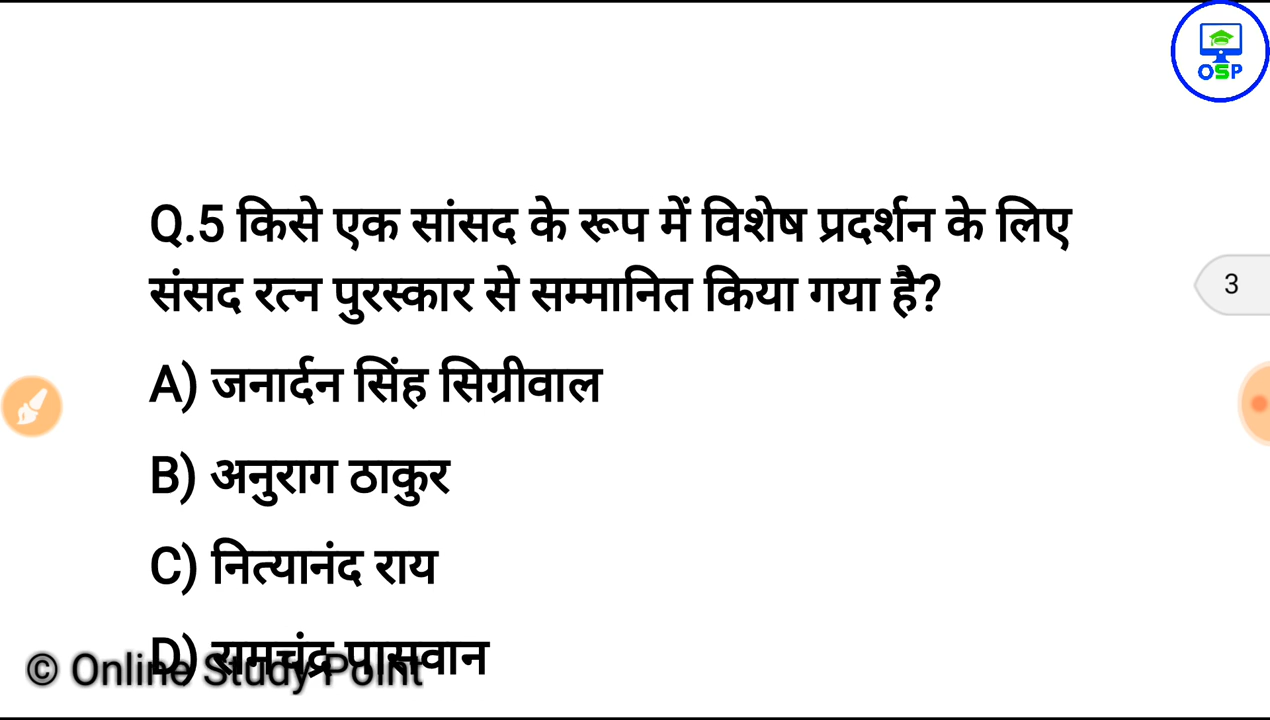 OSP
Q.5 किसे एक सांसद के रूप में विशेष प्रदर्शन के लिए
संसद रत्न पुरस्कार से सम्मानित किया गया है?
3
A) जनार्दन सिंह सिग्रीवाल
B) अनुराग ठाकुर
C) नित्यानंद राय
D) रामचंद्र पासवान
© Online Study Point